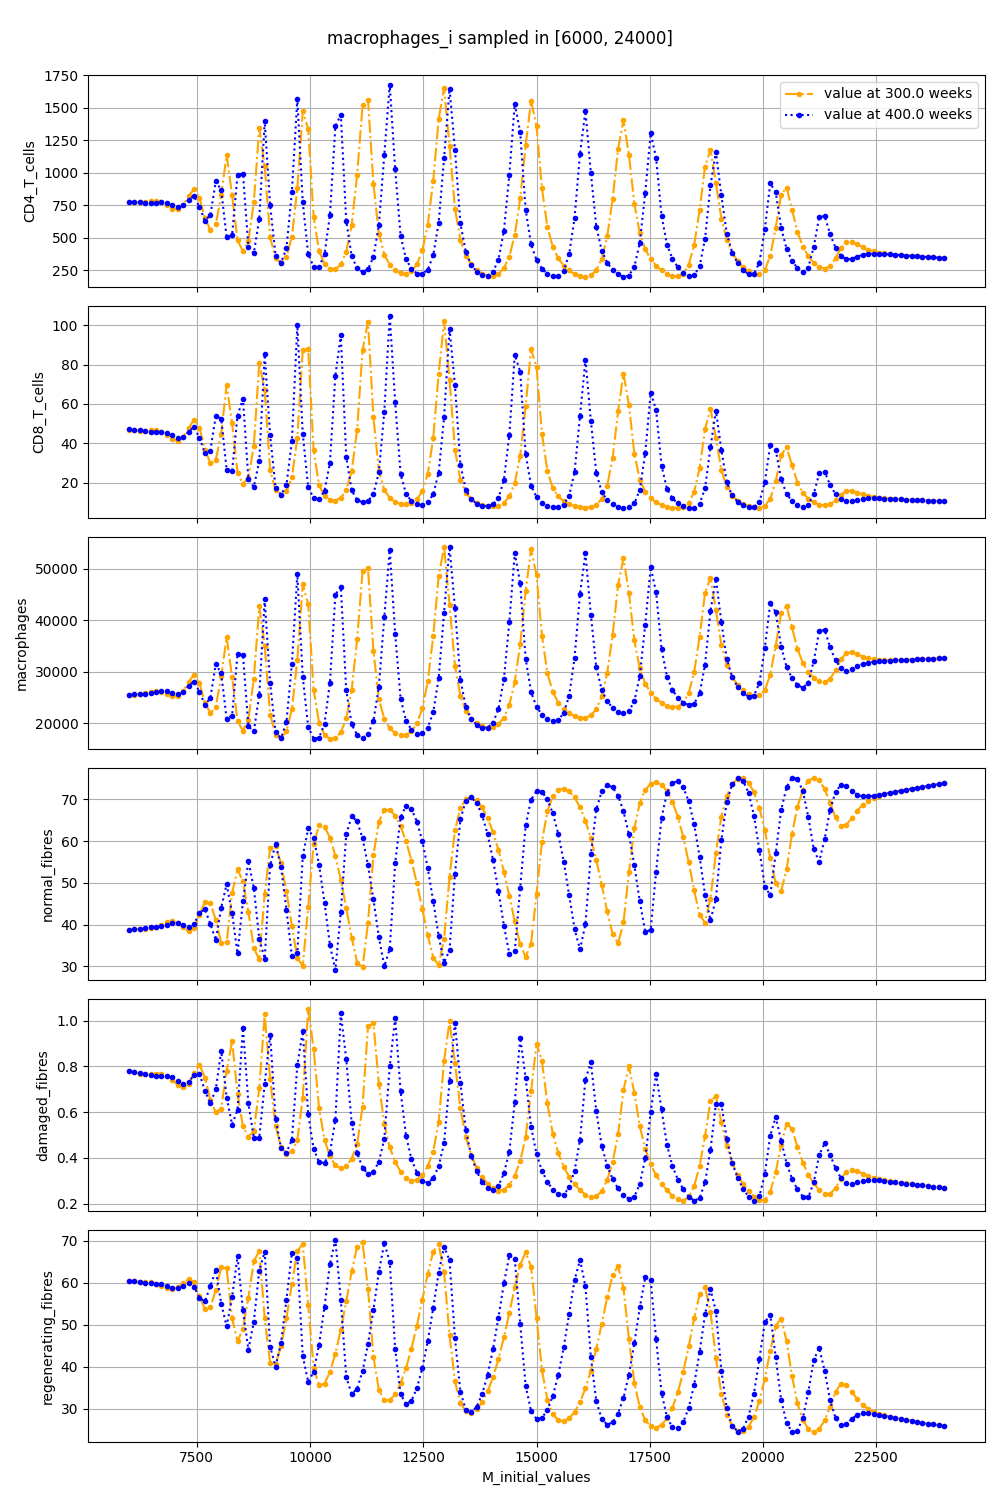 macrophages_i sampled in [6000, 24000]
value at 300.0 weeks
value at 400.0 weeks
CD4_T_cells
1750
1500
1250
1000
750
500
250
CD8_T_cells
100
80
60
40
20
macrophages
50000
40000
30000
20000
normal_fibres
70
60
50
40
30
damaged_fibres
1.0
0.8
0.6
0.4
0.2
regenerating_fibres
70
60
50
40
30
7500 10000 12500 15000 17500 20000 22500
M_initial_values